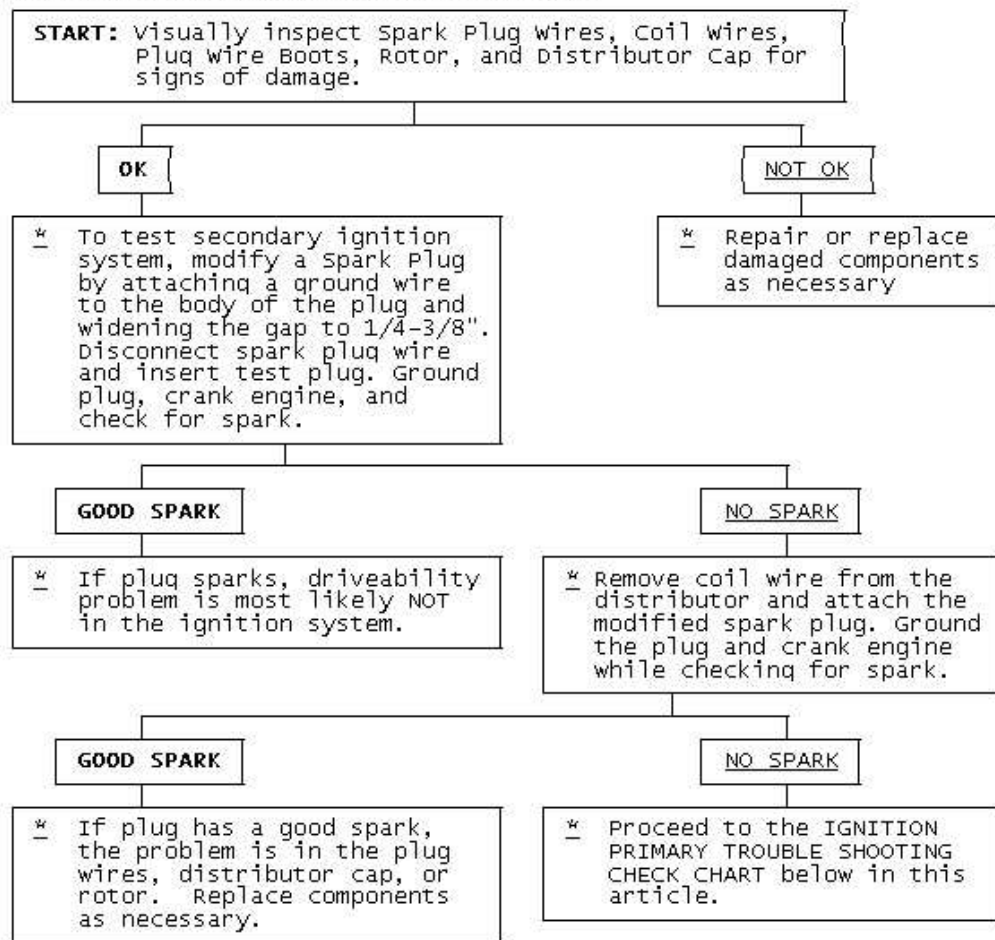 START: Visually inspect Spark Plug Wires, Coil Wires,
Plug Wire Boots, Rotor, and Distributor Cap for
signs of damage.
OK
NOT OK
* To test secondary ignition
system, modify a Spark Plug
by attaching a ground wire
to the body of the plug and
widening the gap to 1/4-3/8".
Disconnect spark plug wire
and insert test plug. Ground
plug, crank engine, and
check for spark.
* Repair or replace
damaged components
as necessary
GOOD SPARK
NO SPARK
* If plug sparks, driveability
problem is most likely NOT
in the ignition system.
* Remove coil wire from the
distributor and attach the
modified spark plug. Ground
the plug and crank engine
while checking for spark.
GOOD SPARK
NO SPARK
* If plug has a good spark,
the problem is in the plug
wires, distributor cap, or
rotor. Replace components
as necessary.
* Proceed to the IGNITION
PRIMARY TROUBLE SHOOTING
CHECK CHART below in this
article.